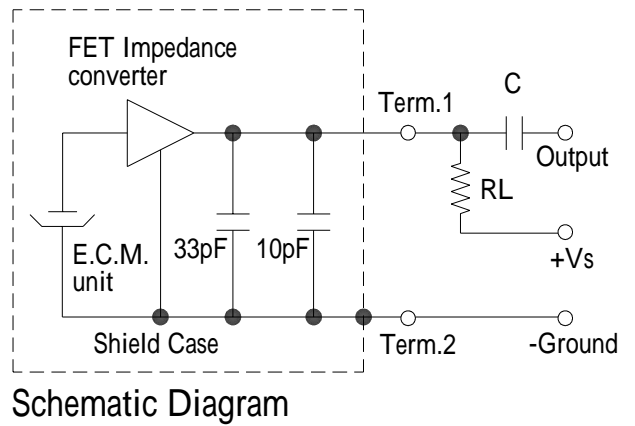 FET Impedance
converter
Term.1
C
Output
RL
+Vs
E.C.M.
unit
33pF
10pF
Shield Case
Term.2
-Ground
Schematic Diagram